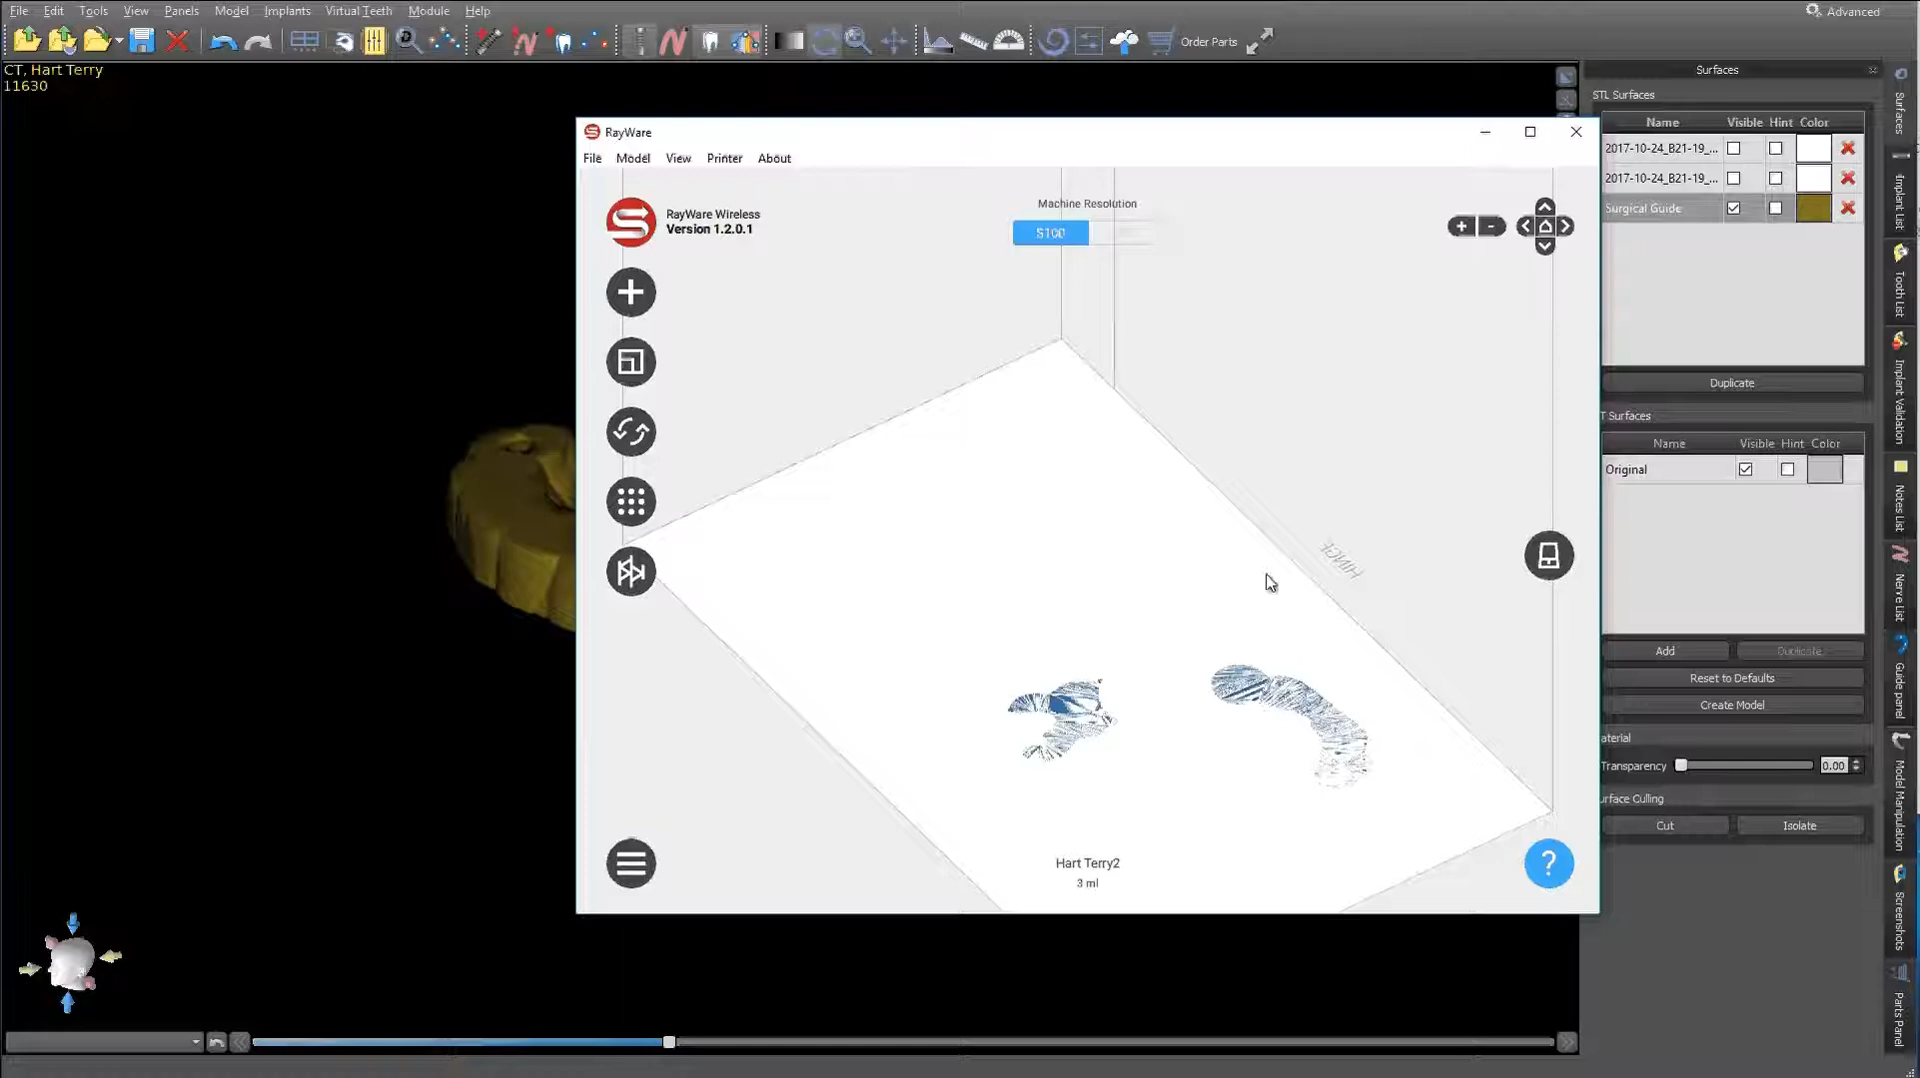 File Edit Tools View Panels Model Implants Virtual Teeth Module Help
Advanced
Order Parts
CT, Hart Terry
11630
Surfaces
STL Surfaces
Name Visible Hint Color
2017-10-24_B21-19_...
2017-10-24_B21-19_...
Surgical Guide
Duplicate
T Surfaces
Name Visible Hint Color
Original
Add Duplicate
Reset to Defaults
Create Model
aterial
Transparency 0.00
urface Culling
Cut Isolate
Surfaces
Implant List
Tooth List
Implant Validation
Notes List
Nerve List
Guide panel
Model Manipulation
Screenshots
Parts Panel
RayWare
File Model View Printer About
RayWare Wireless
Version 1.2.0.1
Machine Resolution
S100
+ -
HINGE
Hart Terry2
3 ml
?